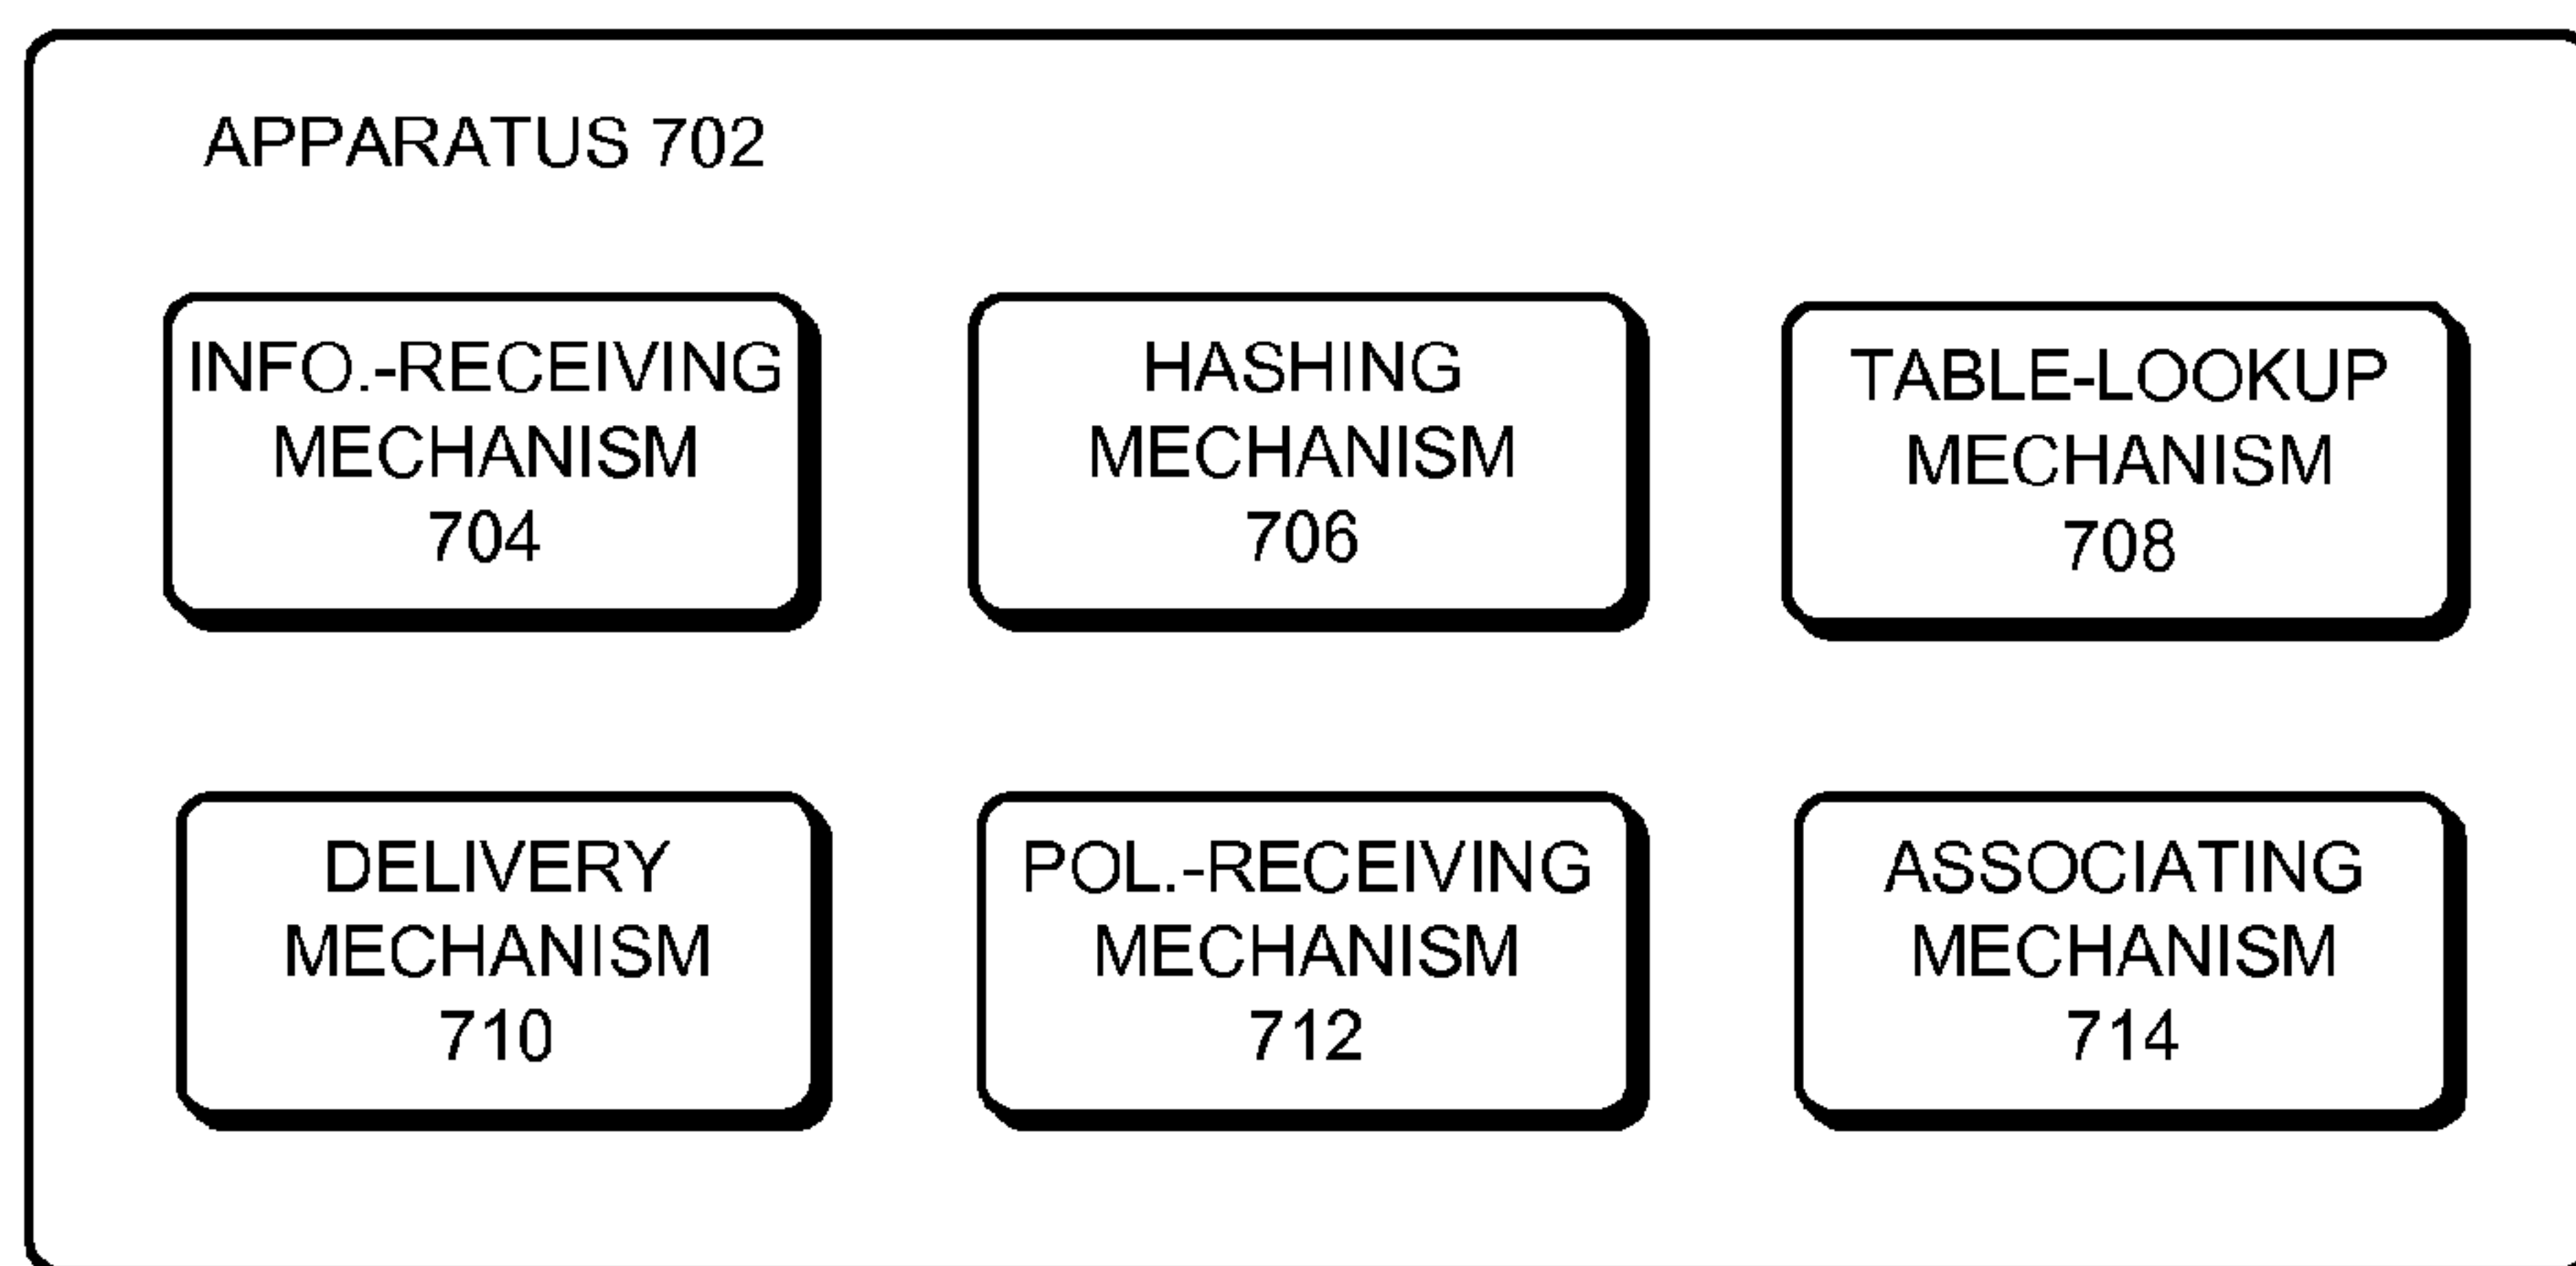 APPARATUS 702
INFO.-RECEIVING
MECHANISM
704
HASHING
MECHANISM
706
TABLE-LOOKUP
MECHANISM
708
DELIVERY
MECHANISM
710
POL.-RECEIVING
MECHANISM
712
ASSOCIATING
MECHANISM
714